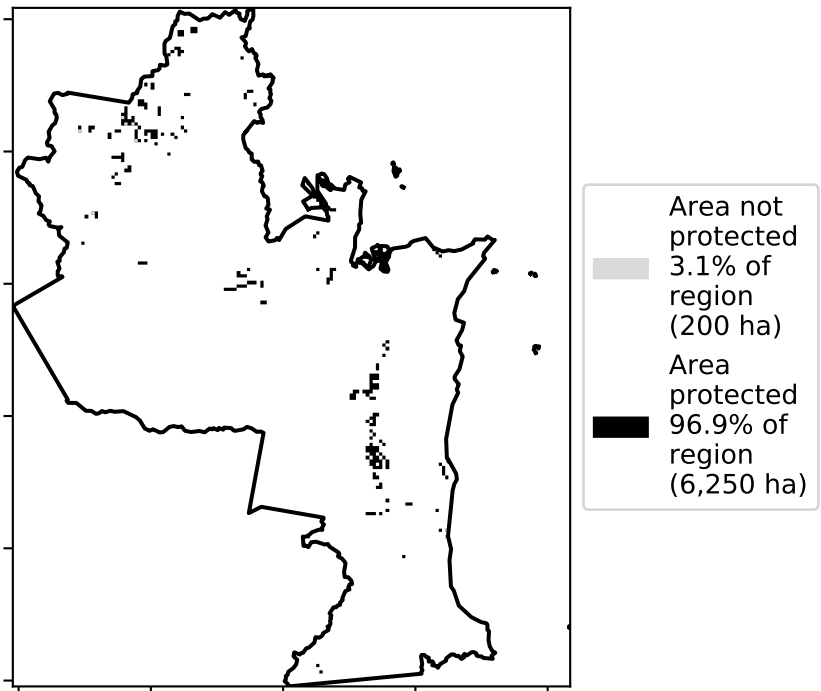 Area not
protected
3.1% of
region
(200 ha)
Area
protected
96.9% of
region
(6,250 ha)